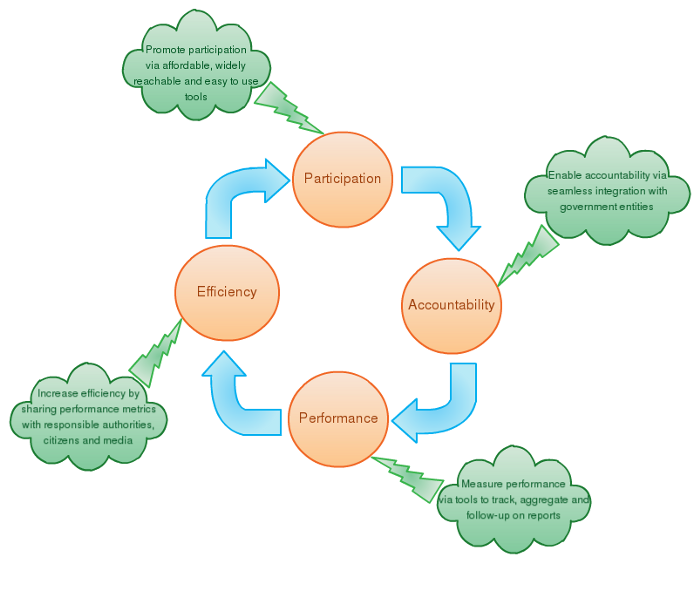 Promote participation
via affordable, widely
reachable and easy to use
tools
Participation
Enable accountability via
seamless integration with
government entities
Efficiency
Accountability
Increase efficiency by
sharing performance metrics
with responsible authorities,
citizens and media
Performance
Measure performance
via tools to track, aggregate and
follow-up on reports